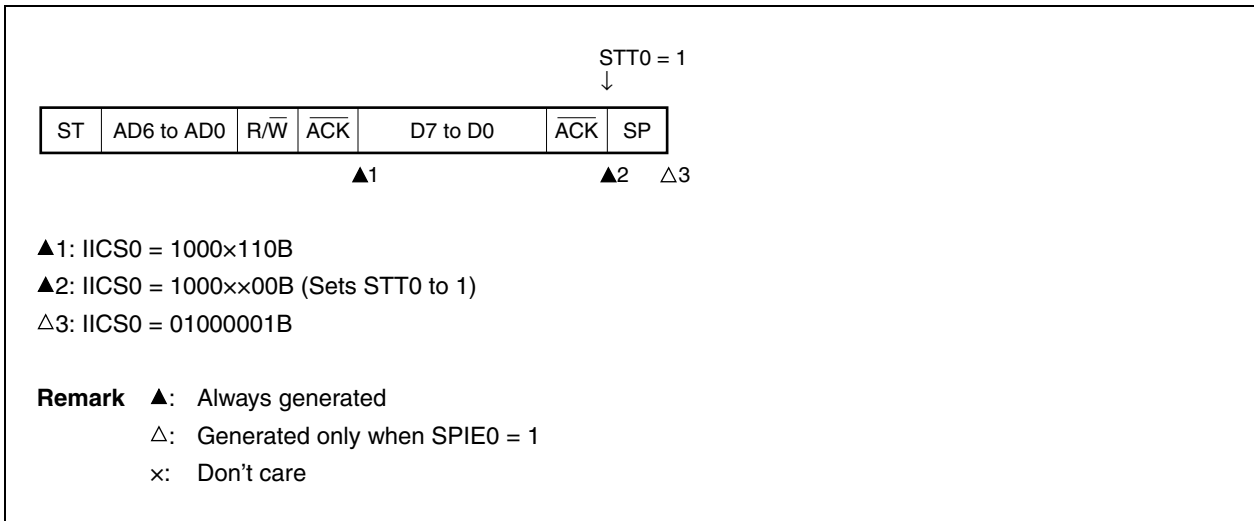 STT0 = 1
↓
ST AD6 to AD0 R/W̅ A̅C̅K̅ D7 to D0 A̅C̅K̅ SP
▲1 ▲2 △3
▲1: IICS0 = 1000×110B
▲2: IICS0 = 1000××00B (Sets STT0 to 1)
△3: IICS0 = 01000001B
Remark ▲: Always generated
△: Generated only when SPIE0 = 1
×: Don't care